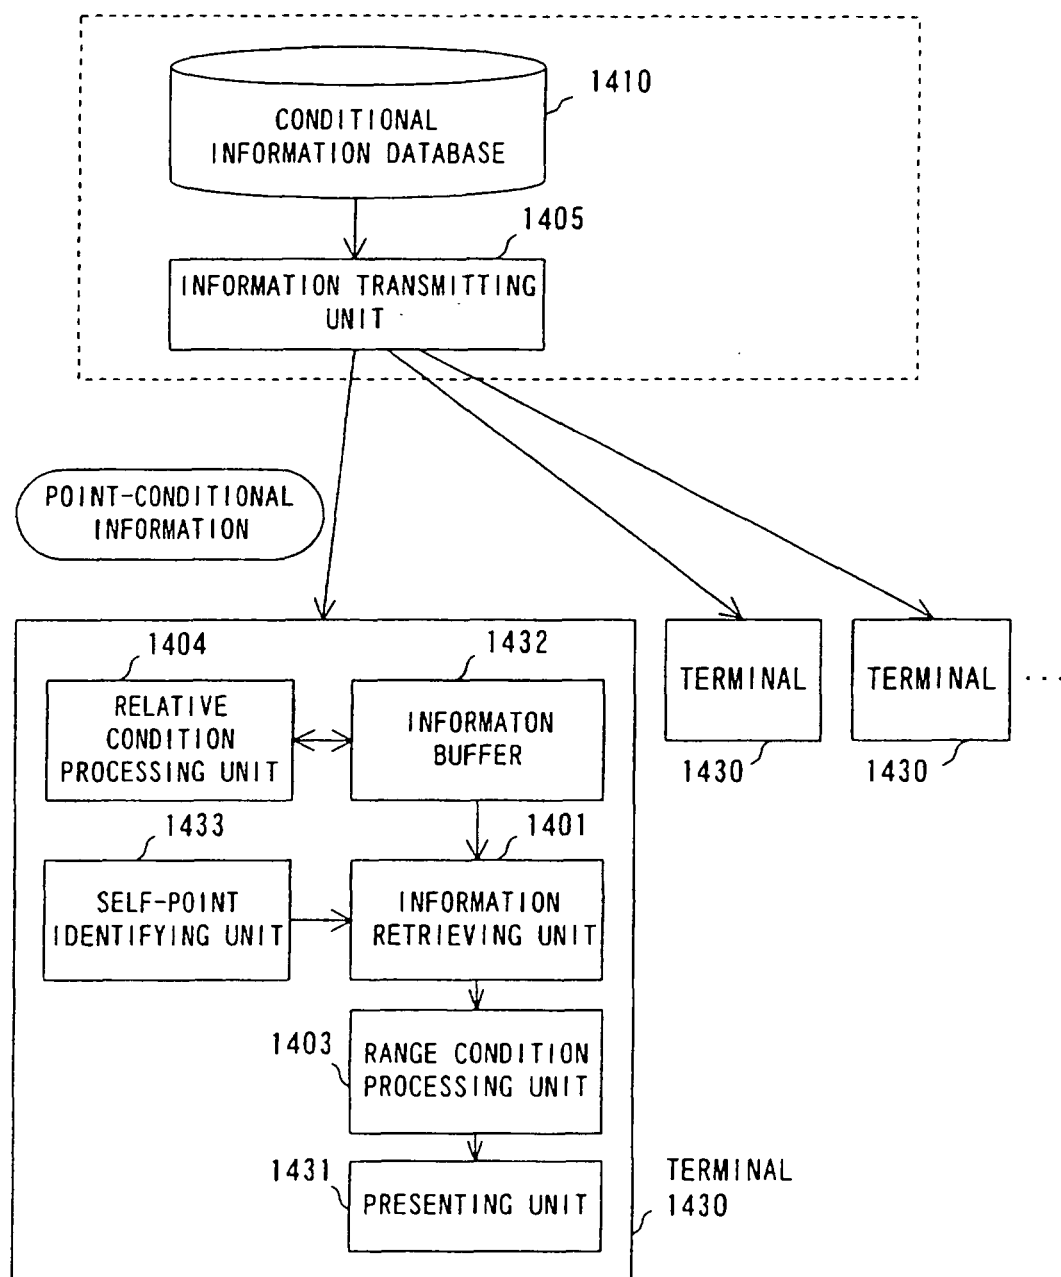 1410
CONDITIONAL
INFORMATION DATABASE
1405
INFORMATION TRANSMITTING
UNIT
POINT-CONDITIONAL
INFORMATION
1404
1432
RELATIVE
CONDITION
PROCESSING UNIT
INFORMATON
BUFFER
TERMINAL
TERMINAL
...
1430
1430
1433
1401
SELF-POINT
IDENTIFYING UNIT
INFORMATION
RETRIEVING UNIT
1403
RANGE CONDITION
PROCESSING UNIT
1431
PRESENTING UNIT
TERMINAL
1430